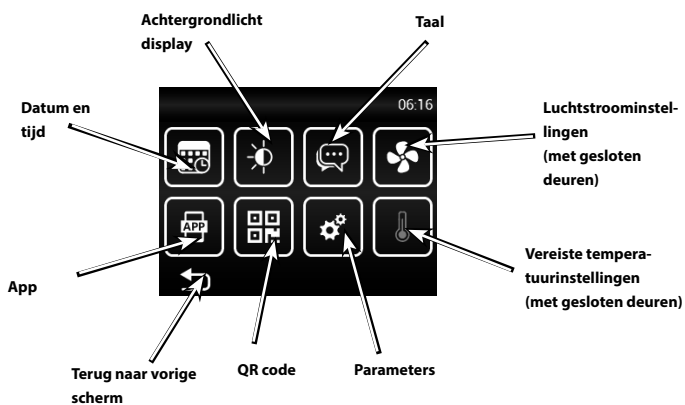 Achtergrondlicht
display
Taal
Datum en
tijd
06:16
Luchtstroominstel-
lingen
(met gesloten
deuren)
APP
App
Vereiste tempera-
tuurinstellingen
(met gesloten deuren)
Terug naar vorige
scherm
QR code
Parameters